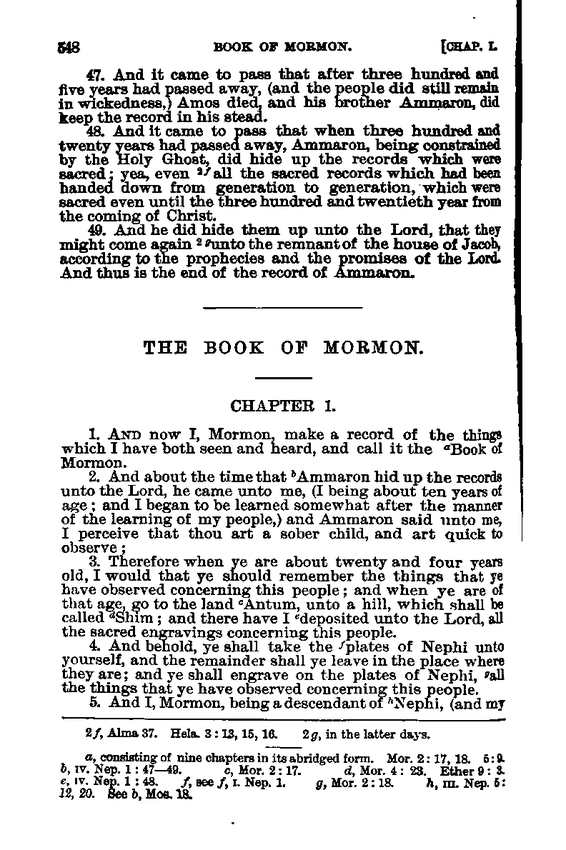 548 BOOK OF MORMON. [CHAP. I.
47. And it came to pass that after three hundred and
five years had passed away, (and the people did still remain
in wickedness,) Amos died, and his brother Ammaron, did
keep the record in his stead.
48. And it came to pass that when three hundred and
twenty years had passed away, Ammaron, being constrained
by the Holy Ghost, did hide up the records which were
sacred; yea, even 2fall the sacred records which had been
handed down from generation to generation, which were
sacred even until the three hundred and twentieth year from
the coming of Christ.
49. And he did hide them up unto the Lord, that they
might come again 2gunto the remnant of the house of Jacob,
according to the prophecies and the promises of the Lord.
And thus is the end of the record of Ammaron.
THE BOOK OF MORMON.
CHAPTER 1.
1. AND now I, Mormon, make a record of the things
which I have both seen and heard, and call it the aBook of
Mormon.
2. And about the time that bAmmaron hid up the records
unto the Lord, he came unto me, (I being about ten years of
age; and I began to be learned somewhat after the manner
of the learning of my people,) and Ammaron said unto me,
I perceive that thou art a sober child, and art quick to
observe;
3. Therefore when ye are about twenty and four years
old, I would that ye should remember the things that ye
have observed concerning this people; and when ye are of
that age, go to the land cAntum, unto a hill, which shall be
called dShim; and there have I edeposited unto the Lord, all
the sacred engravings concerning this people.
4. And behold, ye shall take the fplates of Nephi unto
yourself, and the remainder shall ye leave in the place where
they are; and ye shall engrave on the plates of Nephi, gall
the things that ye have observed concerning this people.
5. And I, Mormon, being a descendant of hNephi, (and my
2f, Alma 37. Hela. 3:13, 15, 16. 2g, in the latter days.
a, consisting of nine chapters in its abridged form. Mor. 2:17, 18. 5:9.
b, IV. Nep. 1:47—49. c, Mor. 2:17. d, Mor. 4:23. Ether 9:3.
e, IV. Nep. 1:48. f, see f, I. Nep. 1. g, Mor. 2:18. h, III. Nep. 5:
12, 20. See b, Mos. 18.